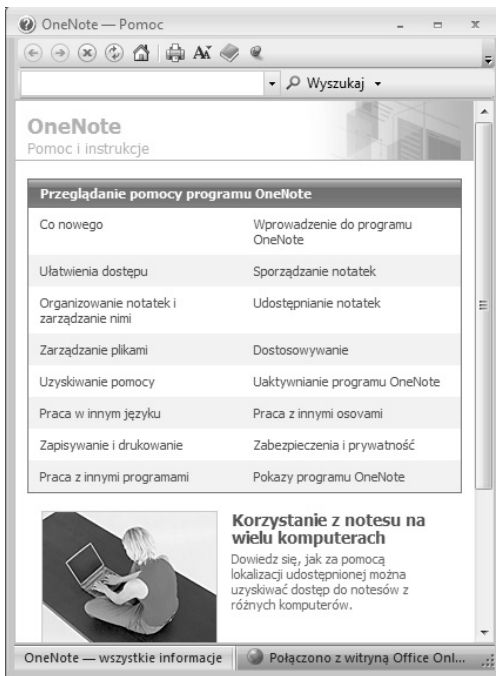 OneNote — Pomoc
Wyszukaj
OneNote
Pomoc i instrukcje
Przeglądanie pomocy programu OneNote
Co nowego
Wprowadzenie do programu
OneNote
Ułatwienia dostępu
Sporządzanie notatek
Organizowanie notatek i
zarządzanie nimi
Udostępnianie notatek
Zarządzanie plikami
Dostosowywanie
Uzyskiwanie pomocy
Uaktywnianie programu OneNote
Praca w innym języku
Praca z innymi osovami
Zapisywanie i drukowanie
Zabezpieczenia i prywatność
Praca z innymi programami
Pokazy programu OneNote
Korzystanie z notesu na
wielu komputerach
Dowiedz się, jak za pomocą
lokalizacji udostępnionej można
uzyskiwać dostęp do notesów z
różnych komputerów.
OneNote — wszystkie informacje
Połączono z witryną Office Onl...